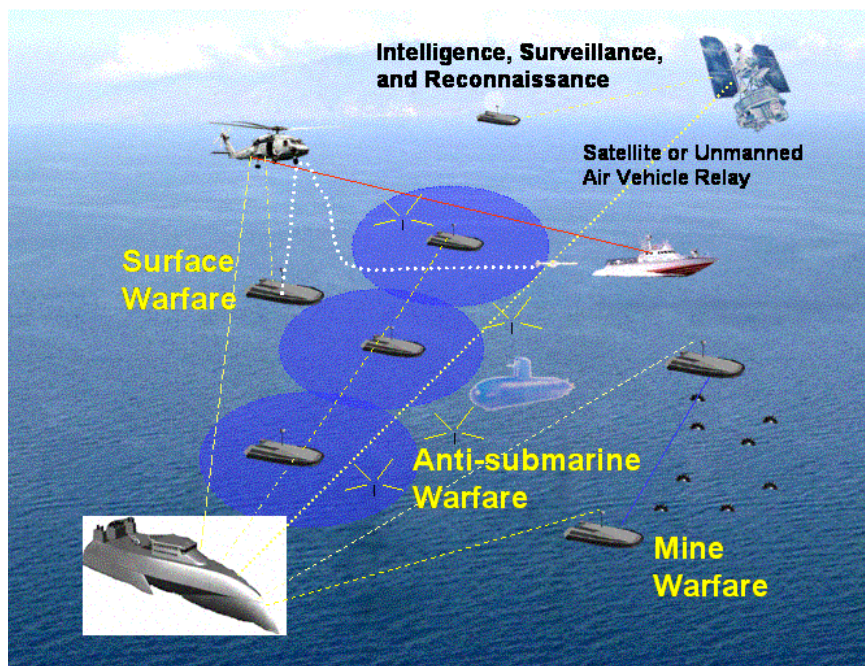 Intelligence, Surveillance,
and Reconnaissance
Satellite or Unmanned
Air Vehicle Relay
Surface
Warfare
Anti-submarine
Warfare
Mine
Warfare